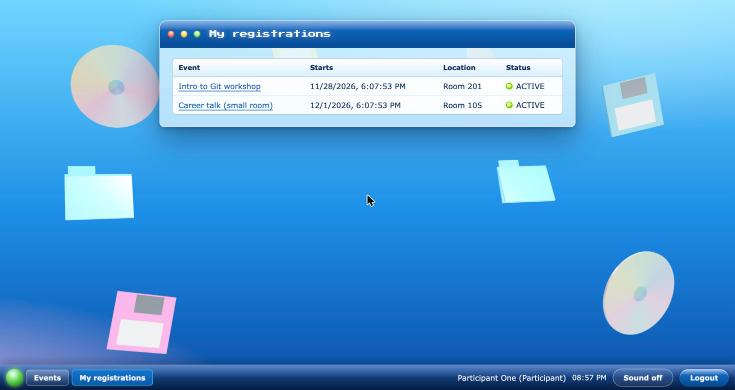 My registrations
Event Starts Location Status
Intro to Git workshop 11/28/2026, 6:07:53 PM Room 201 ACTIVE
Career talk (small room) 12/1/2026, 6:07:53 PM Room 105 ACTIVE
Events My registrations Participant One (Participant) 08:57 PM Sound off Logout